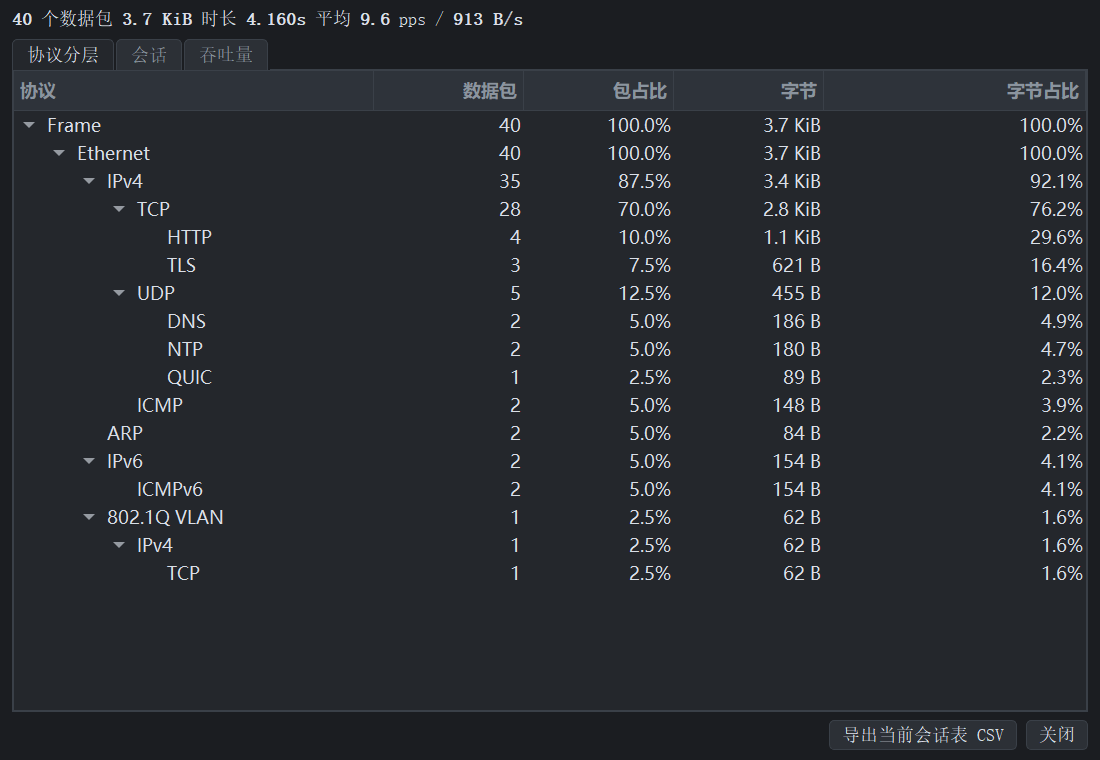 40 个数据包 3.7 KiB 时长 4.160s 平均 9.6 pps / 913 B/s
协议分层 会话 吞吐量
协议 数据包 包占比 字节 字节占比
Frame 40 100.0% 3.7 KiB 100.0%
Ethernet 40 100.0% 3.7 KiB 100.0%
IPv4 35 87.5% 3.4 KiB 92.1%
TCP 28 70.0% 2.8 KiB 76.2%
HTTP 4 10.0% 1.1 KiB 29.6%
TLS 3 7.5% 621 B 16.4%
UDP 5 12.5% 455 B 12.0%
DNS 2 5.0% 186 B 4.9%
NTP 2 5.0% 180 B 4.7%
QUIC 1 2.5% 89 B 2.3%
ICMP 2 5.0% 148 B 3.9%
ARP 2 5.0% 84 B 2.2%
IPv6 2 5.0% 154 B 4.1%
ICMPv6 2 5.0% 154 B 4.1%
802.1Q VLAN 1 2.5% 62 B 1.6%
IPv4 1 2.5% 62 B 1.6%
TCP 1 2.5% 62 B 1.6%
导出当前会话表 CSV 关闭